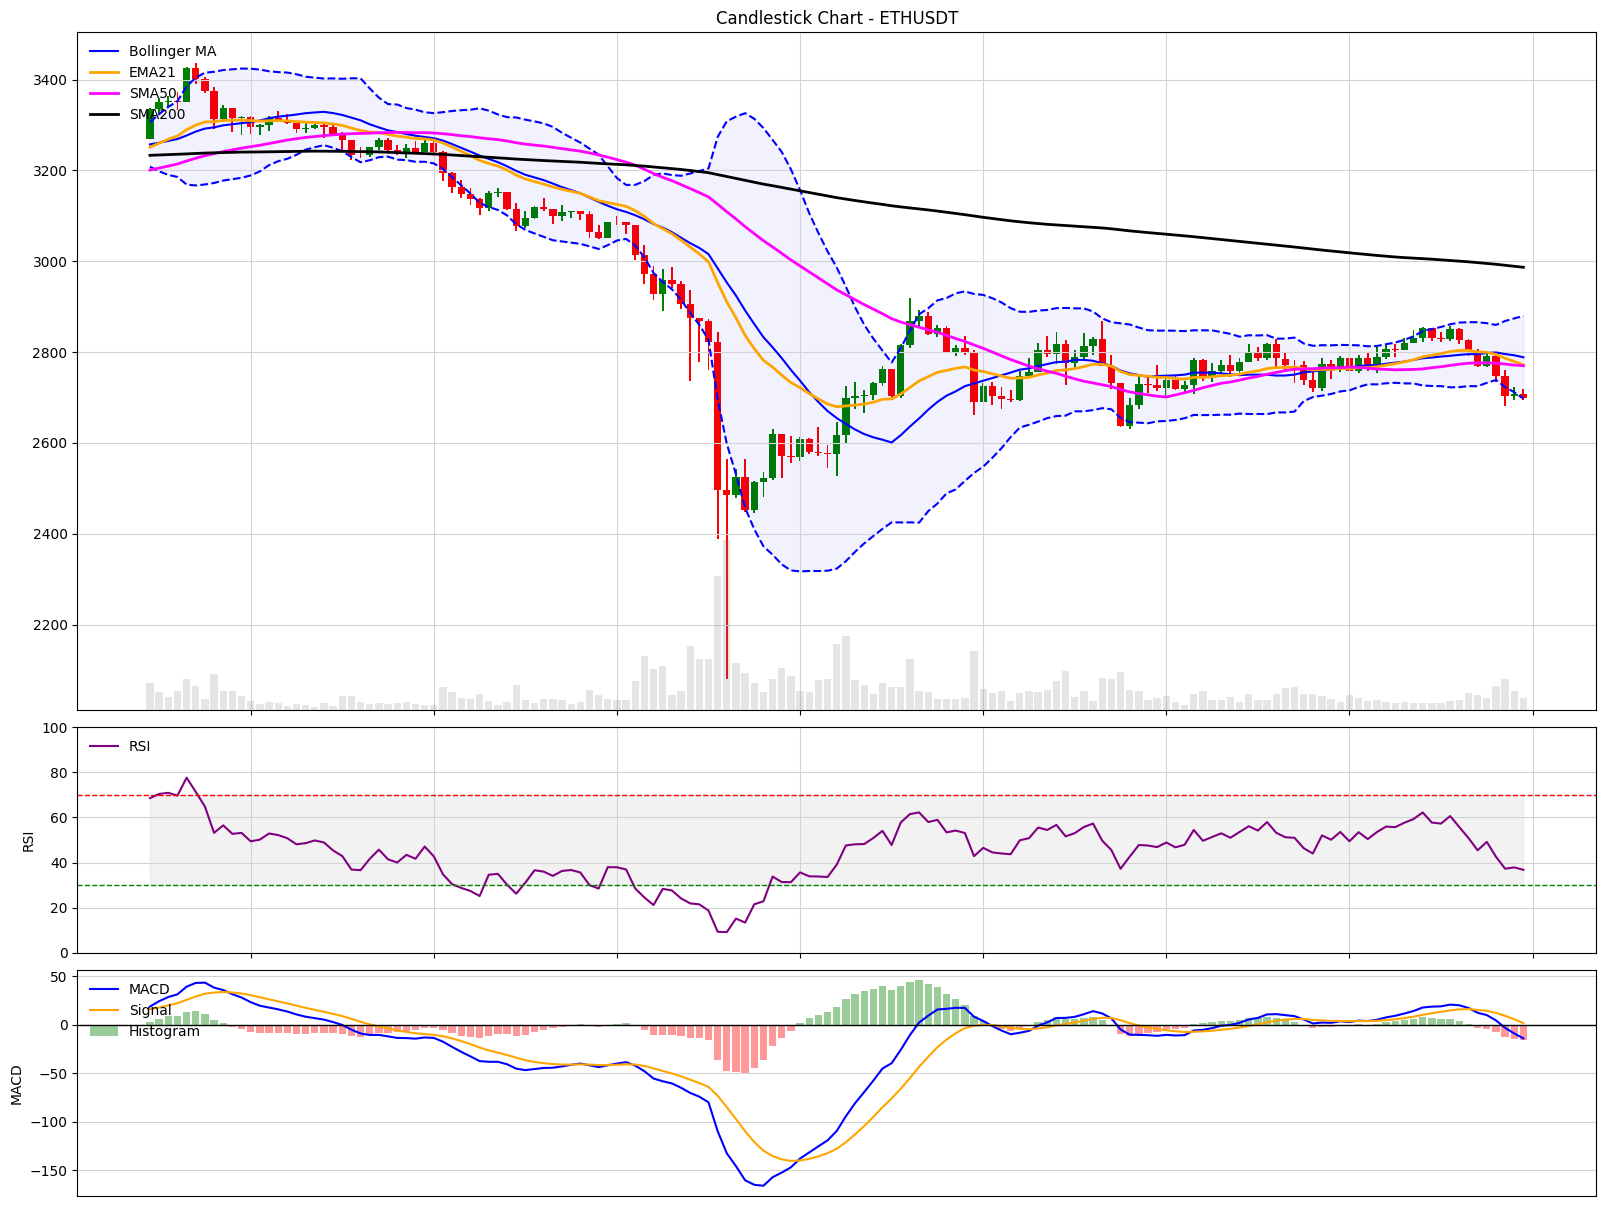 Candlestick Chart - ETHUSDT
Bollinger MA
EMA21
SMA50
SMA200
3400
3200
3000
2800
2600
2400
2200
RSI
100
80
60
40
20
0
RSI
MACD
Signal
Histogram
50
0
−50
−100
−150
MACD